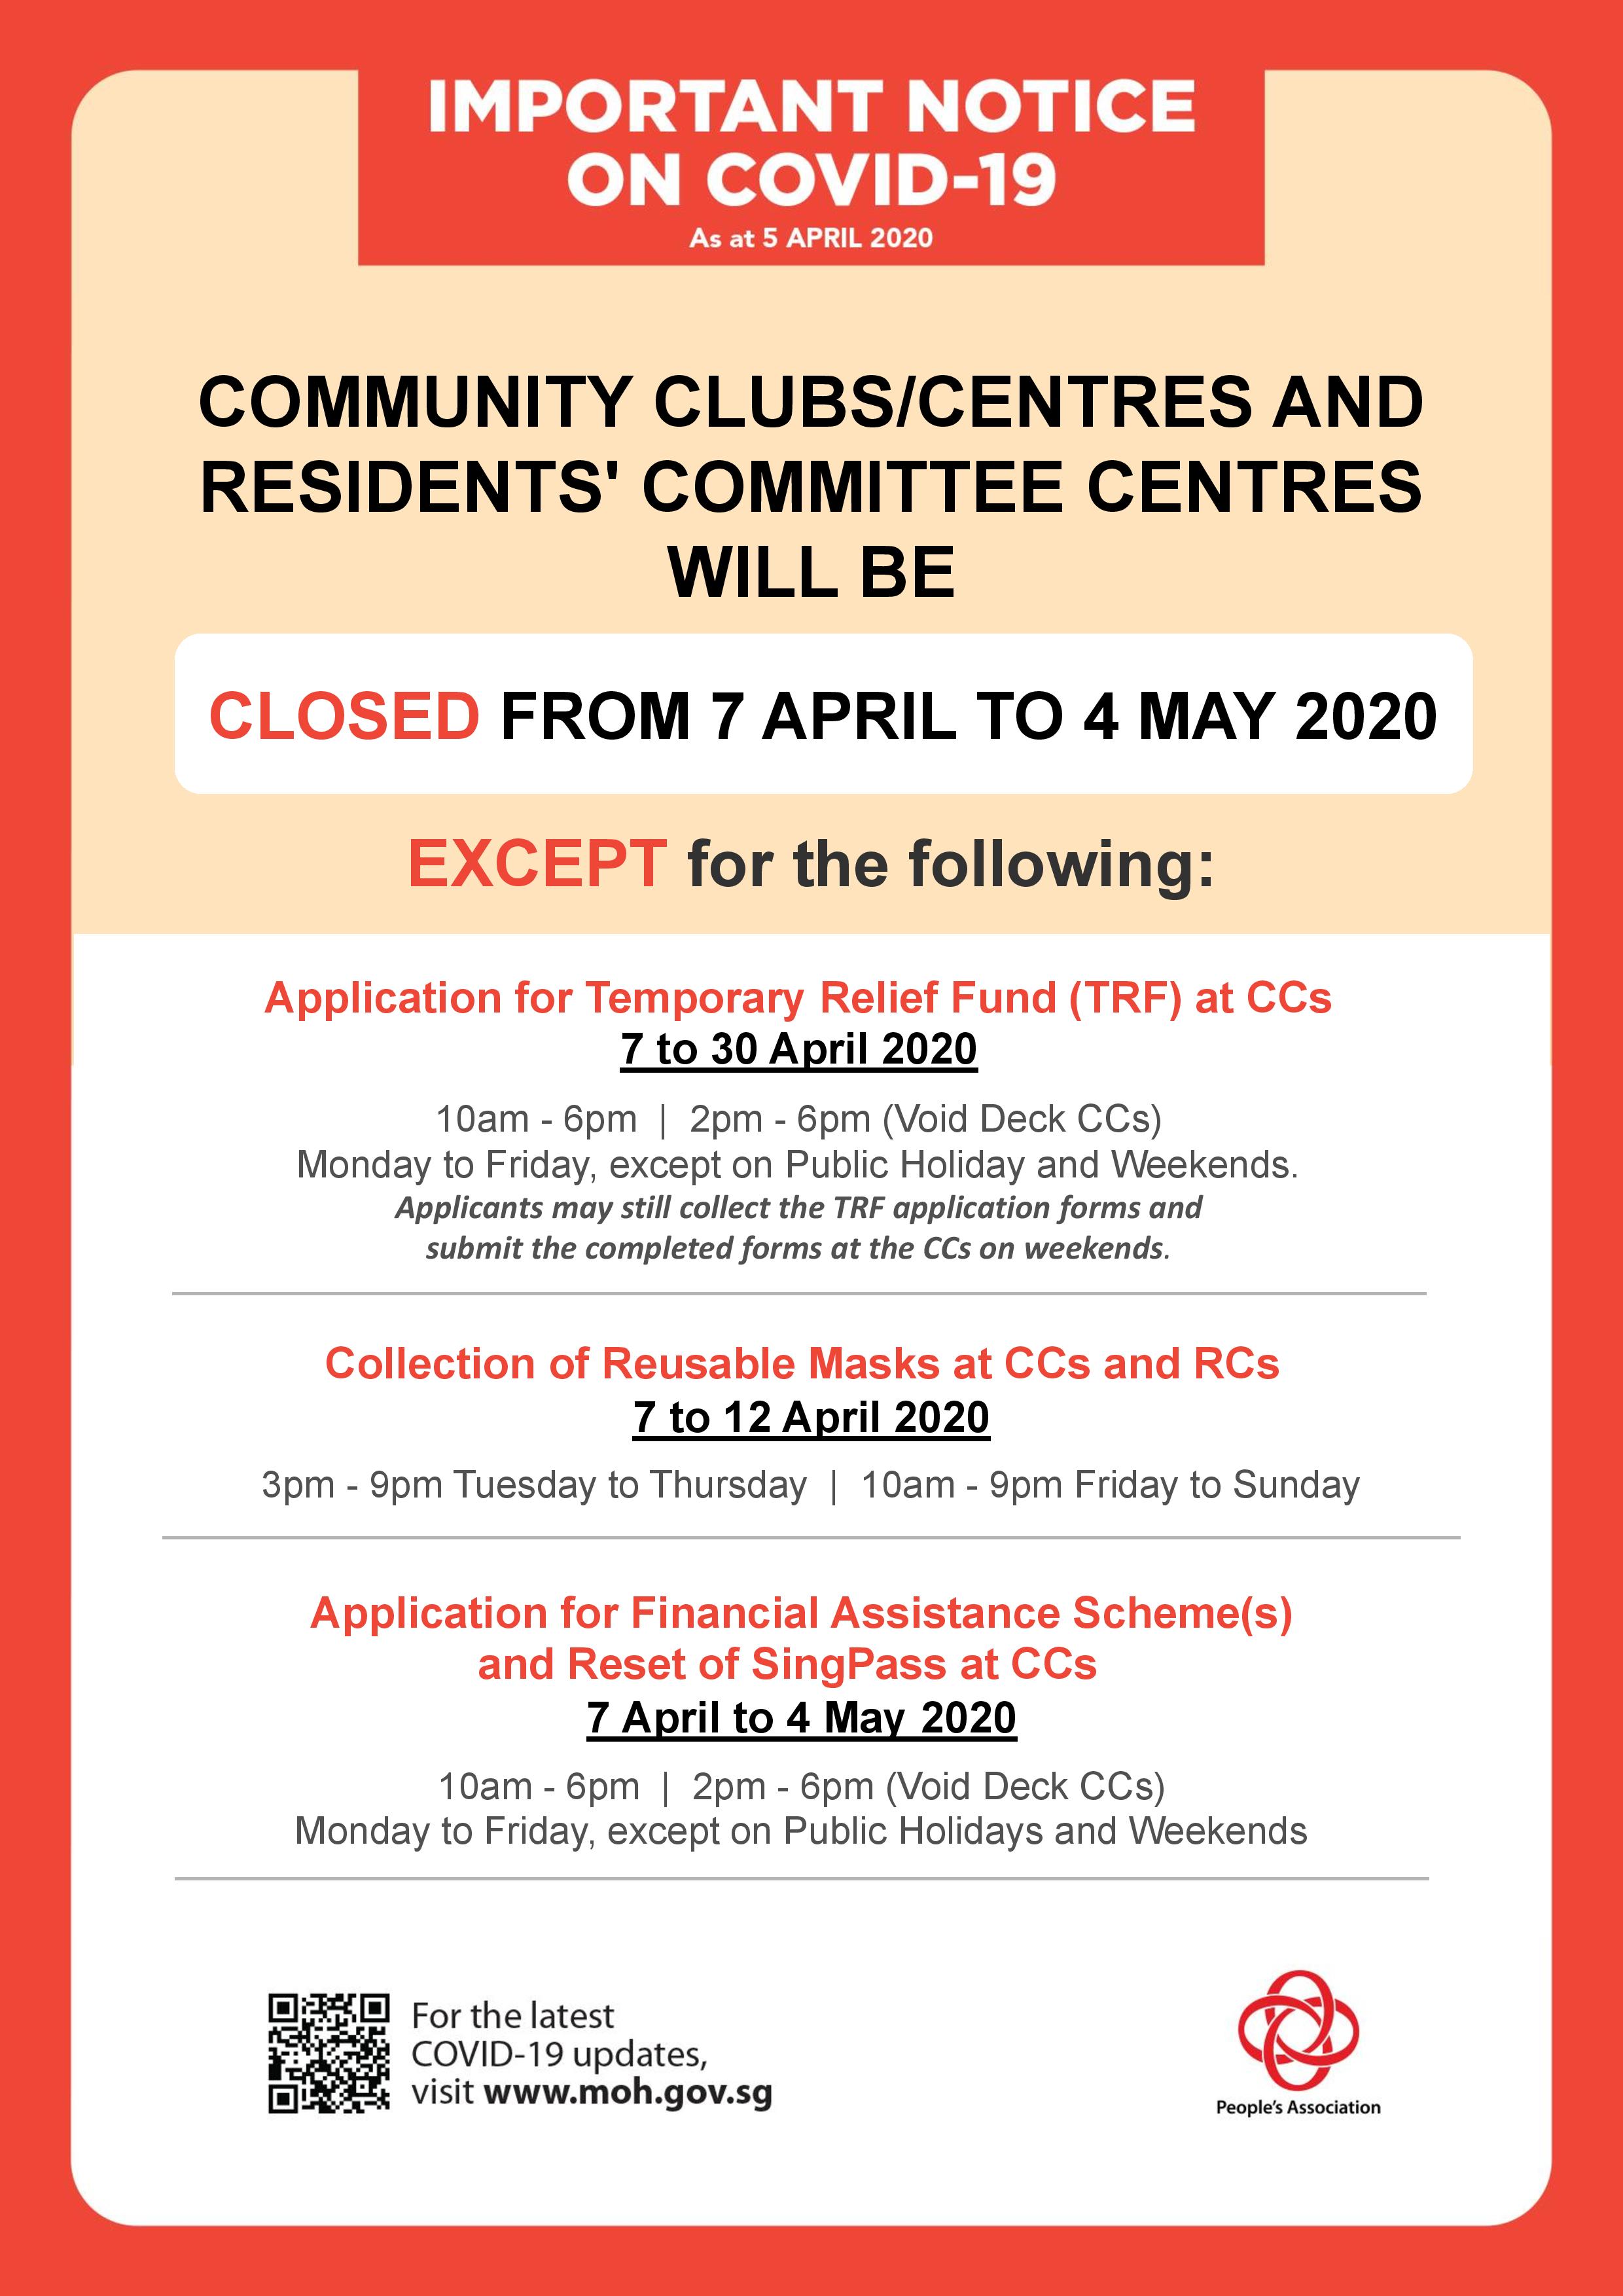 IMPORTANT NOTICE
ON COVID-19
As at 5 APRIL 2020
COMMUNITY CLUBS/CENTRES AND
RESIDENTS' COMMITTEE CENTRES
WILL BE
CLOSED FROM 7 APRIL TO 4 MAY 2020
EXCEPT for the following:
Application for Temporary Relief Fund (TRF) at CCs
7 to 30 April 2020
10am - 6pm | 2pm - 6pm (Void Deck CCs)
Monday to Friday, except on Public Holiday and Weekends.
Applicants may still collect the TRF application forms and
submit the completed forms at the CCs on weekends.
Collection of Reusable Masks at CCs and RCs
7 to 12 April 2020
3pm - 9pm Tuesday to Thursday | 10am - 9pm Friday to Sunday
Application for Financial Assistance Scheme(s)
and Reset of SingPass at CCs
7 April to 4 May 2020
10am - 6pm | 2pm - 6pm (Void Deck CCs)
Monday to Friday, except on Public Holidays and Weekends
For the latest
COVID-19 updates,
visit www.moh.gov.sg
People's Association